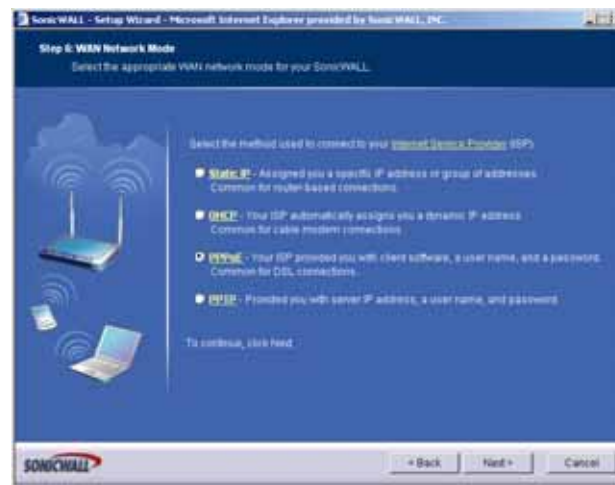 SonicWALL - Setup Wizard - Microsoft Internet Explorer provided by SonicWALL, INC.
Step 6: WAN Network Mode
Select the appropriate WAN network mode for your SonicWALL.
Select the method used to connect to your Internet Service Provider (ISP):
Static IP - Assigned you a specific IP address or group of addresses.
Common for router-based connections.
DHCP - Your ISP automatically assigns you a dynamic IP address.
Common for cable modem connections.
PPPoE - Your ISP provided you with client software, a user name, and a password.
Common for DSL connections.
PPTP - Provided you with server IP address, a user name, and password.
To continue, click Next.
SONICWALL
< Back
Next >
Cancel